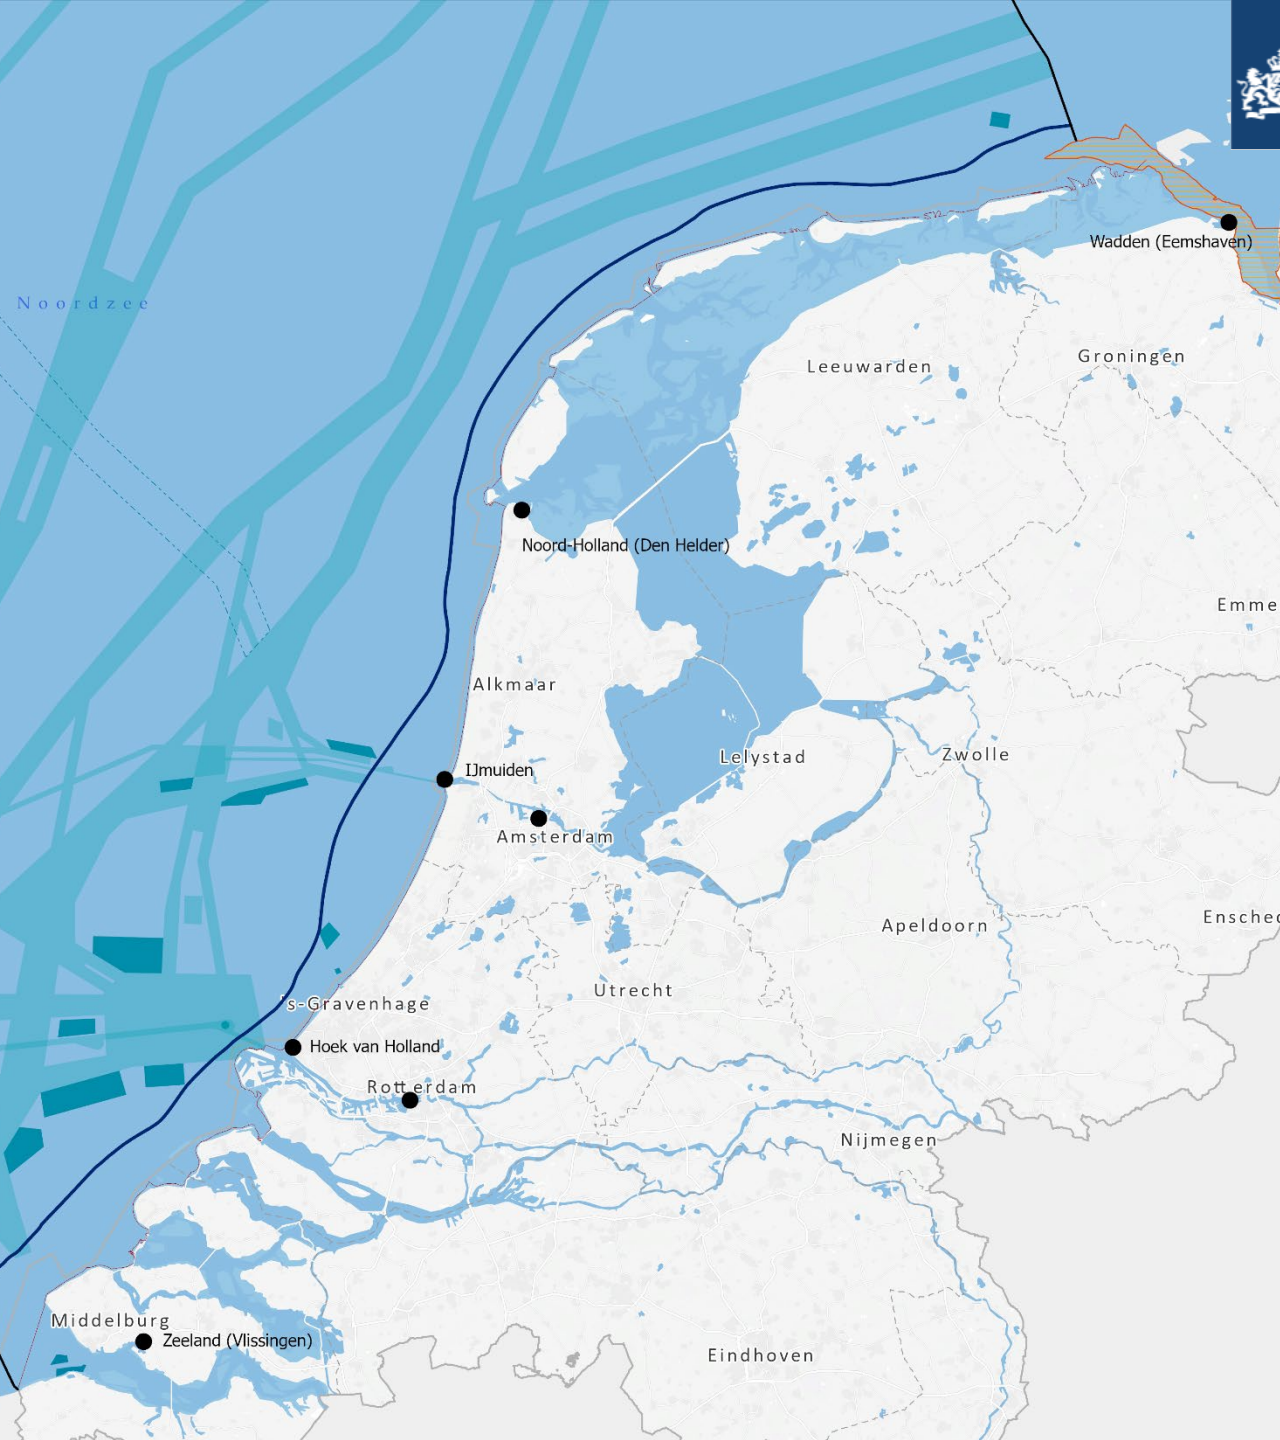 Wadden (Eemshaven)
Noordzee
Groningen
Leeuwarden
Noord-Holland (Den Helder)
Emme
Alkmaar
Lelystad
Zwolle
IJmuiden
Amsterdam
Ensched
Apeldoorn
Utrecht
's-Gravenhage
Hoek van Holland
Rotterdam
Nijmegen
Middelburg
Zeeland (Vlissingen)
Eindhoven